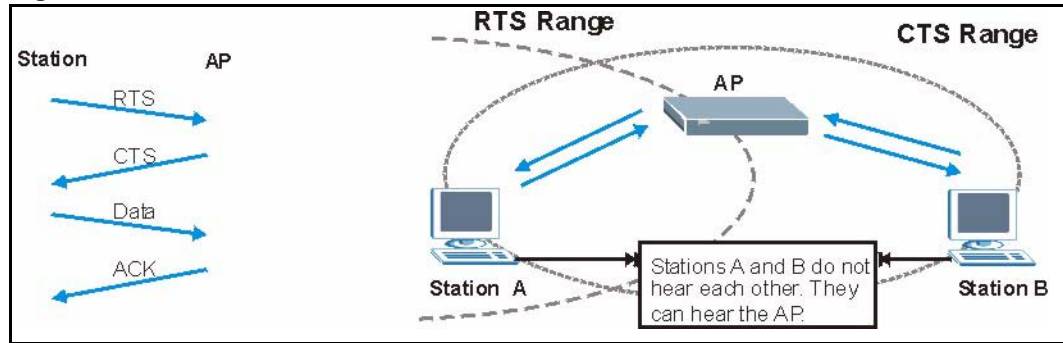 Station
AP
RTS
CTS
Data
ACK
RTS Range
CTS Range
AP
Station A
Station B
Stations A and B do not
hear each other. They
can hear the AP.